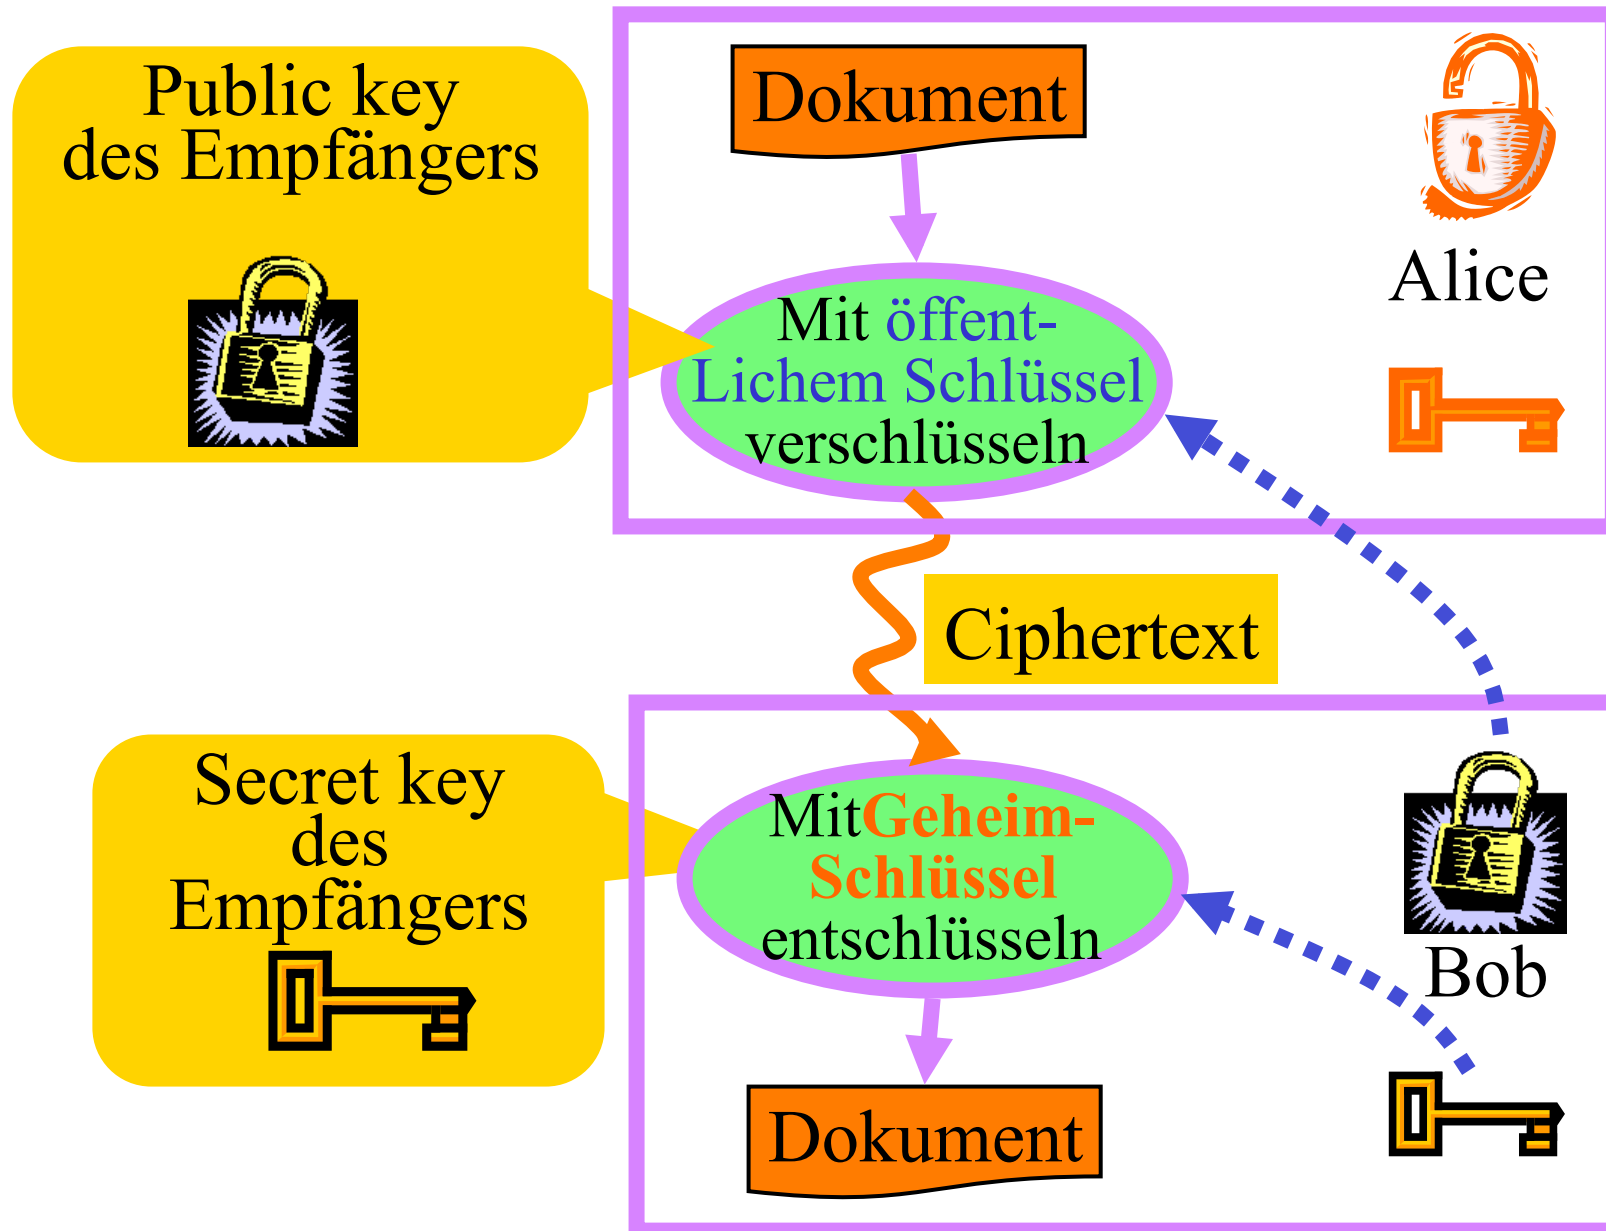 Public key
des Empfängers
Dokument
Alice
Mit öffent-
Lichem Schlüssel
verschlüsseln
Ciphertext
Secret key
des
Empfängers
MitGeheim-
Schlüssel
entschlüsseln
Bob
Dokument